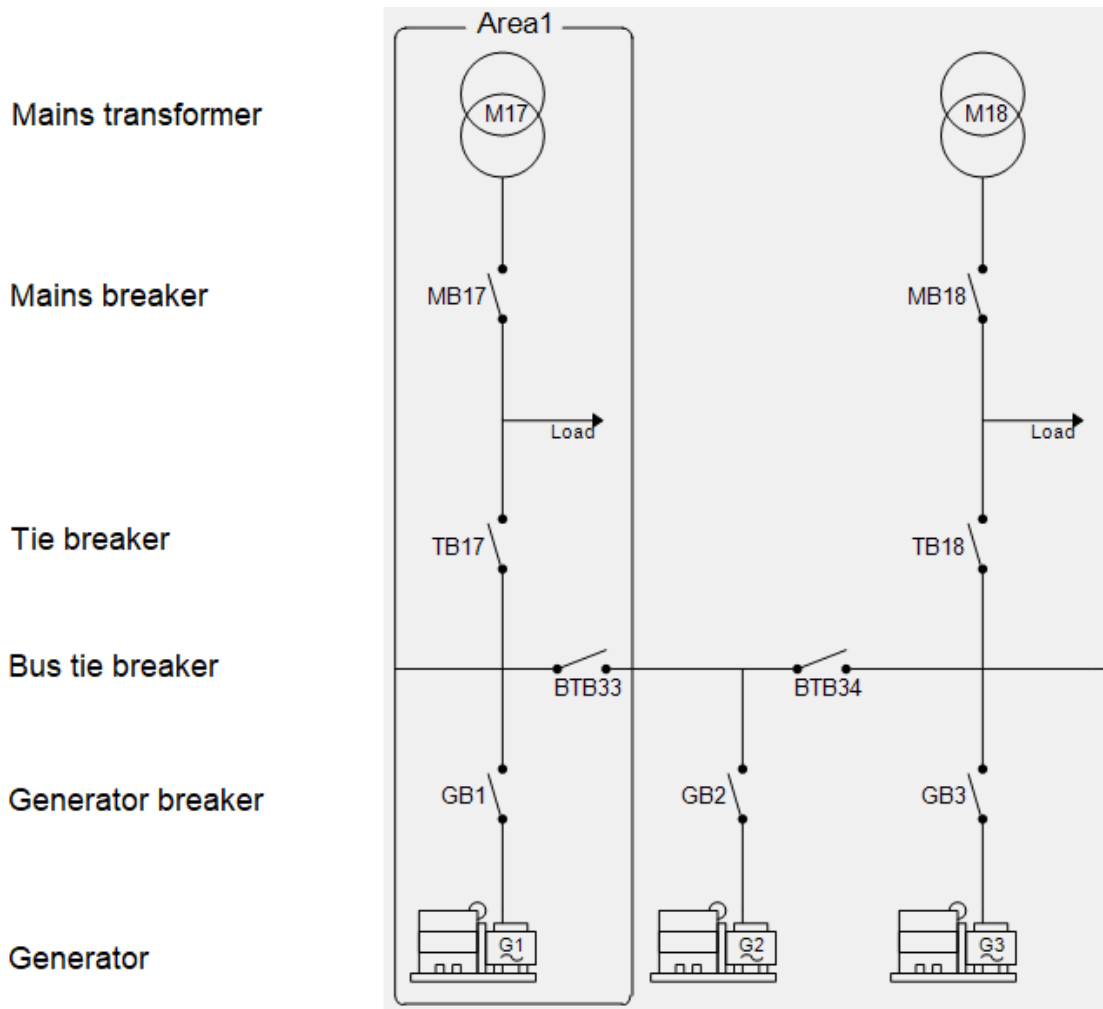 Area1
Mains transformer
M17
M18
Mains breaker
MB17
MB18
Load
Load
Tie breaker
TB17
TB18
Bus tie breaker
BTB33
BTB34
Generator breaker
GB1
GB2
GB3
Generator
G1
G2
G3